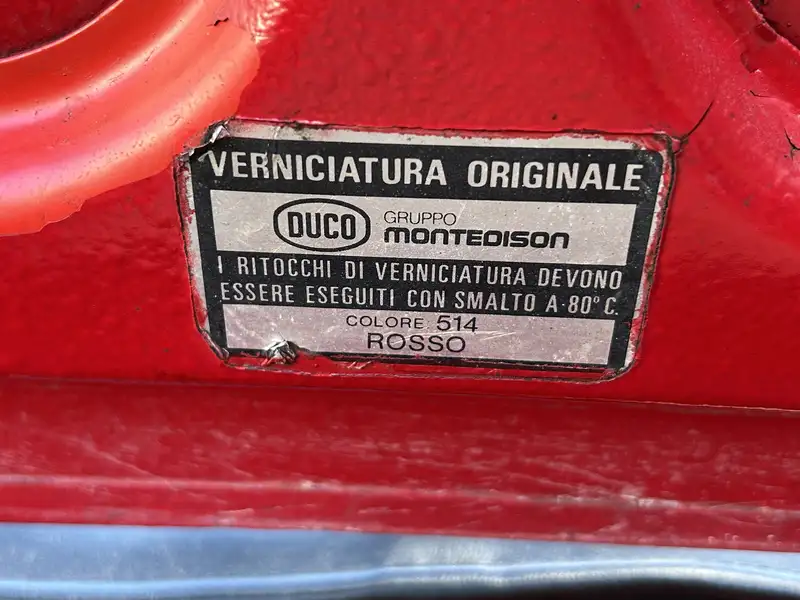 VERNICIATURA ORIGINALE
DUCO GRUPPO
MONTEDISON
I RITOCCHI DI VERNICIATURA DEVONO
ESSERE ESEGUITI CON SMALTO A-80° C.
COLORE 514
ROSSO